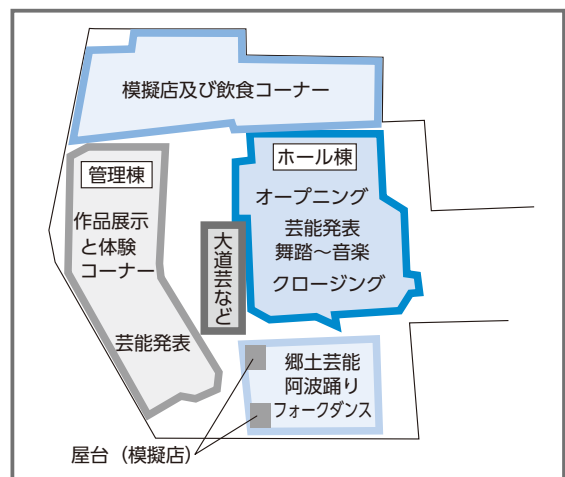 模擬店及び飲食コーナー
管理棟
作品展示
と体験
コーナー
芸能発表
大道芸など
ホール棟
オープニング
芸能発表
舞踏～音楽
クロージング
郷土芸能
阿波踊り
フォークダンス
屋台（模擬店）